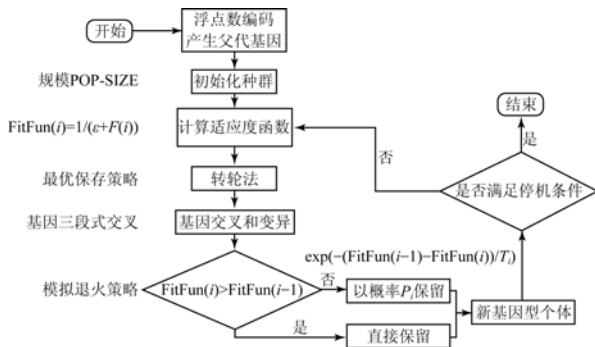 开始
浮点数编码
产生父代基因
规模POP-SIZE
初始化种群
FitFun(i)=1/(ε+F(i))
计算适应度函数
结束
是
否
最优保存策略
转轮法
是否满足停机条件
基因三段式交叉
基因交叉和变异
exp(−(FitFun(i−1)−FitFun(i))/Ti)
模拟退火策略
FitFun(i)>FitFun(i−1)
否
以概率Pi保留
新基因型个体
是
直接保留